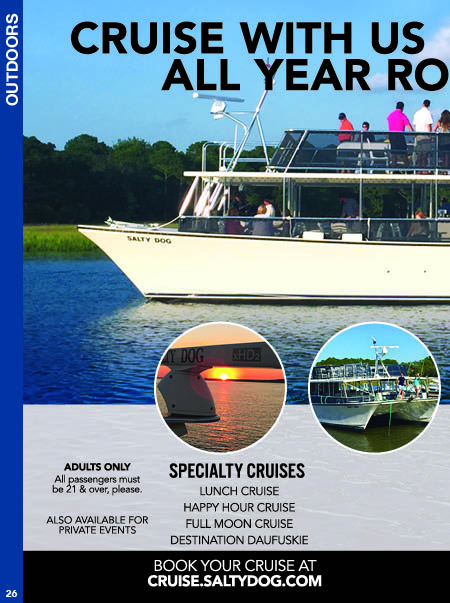 OUTDOORS
CRUISE WITH US
ALL YEAR RO
SALTY DOG
TY DOG
HD
ADULTS ONLY
All passengers must
be 21 & over, please.
ALSO AVAILABLE FOR
PRIVATE EVENTS
SPECIALTY CRUISES
LUNCH CRUISE
HAPPY HOUR CRUISE
FULL MOON CRUISE
DESTINATION DAUFUSKIE
BOOK YOUR CRUISE AT
CRUISE.SALTYDOG.COM
26